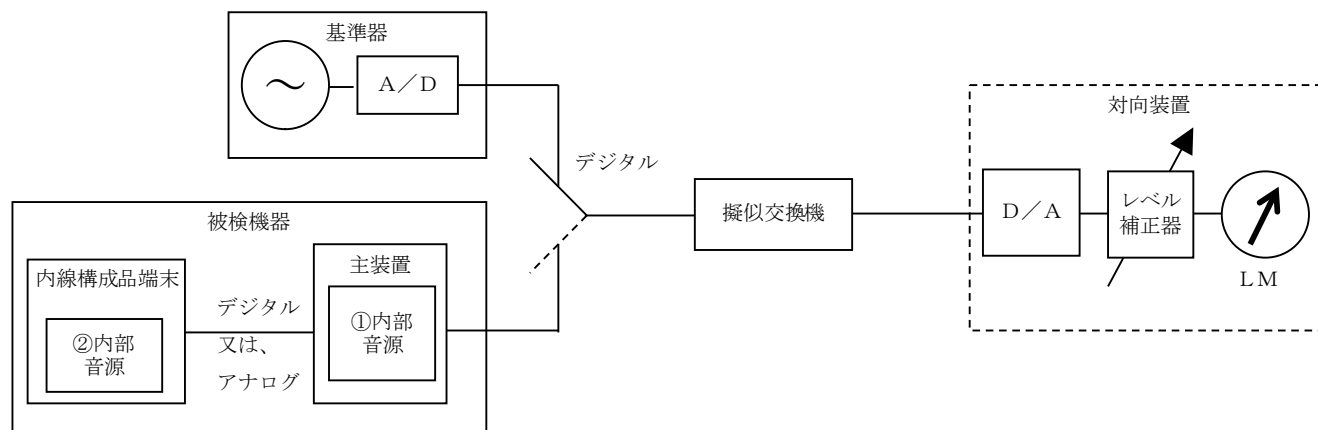 基準器
~
A/D
デジタル
対向装置
擬似交換機
D/A
レベル
補正器
LM
被検機器
内線構成品端末
②内部
音源
デジタル
又は、
アナログ
主装置
①内部
音源